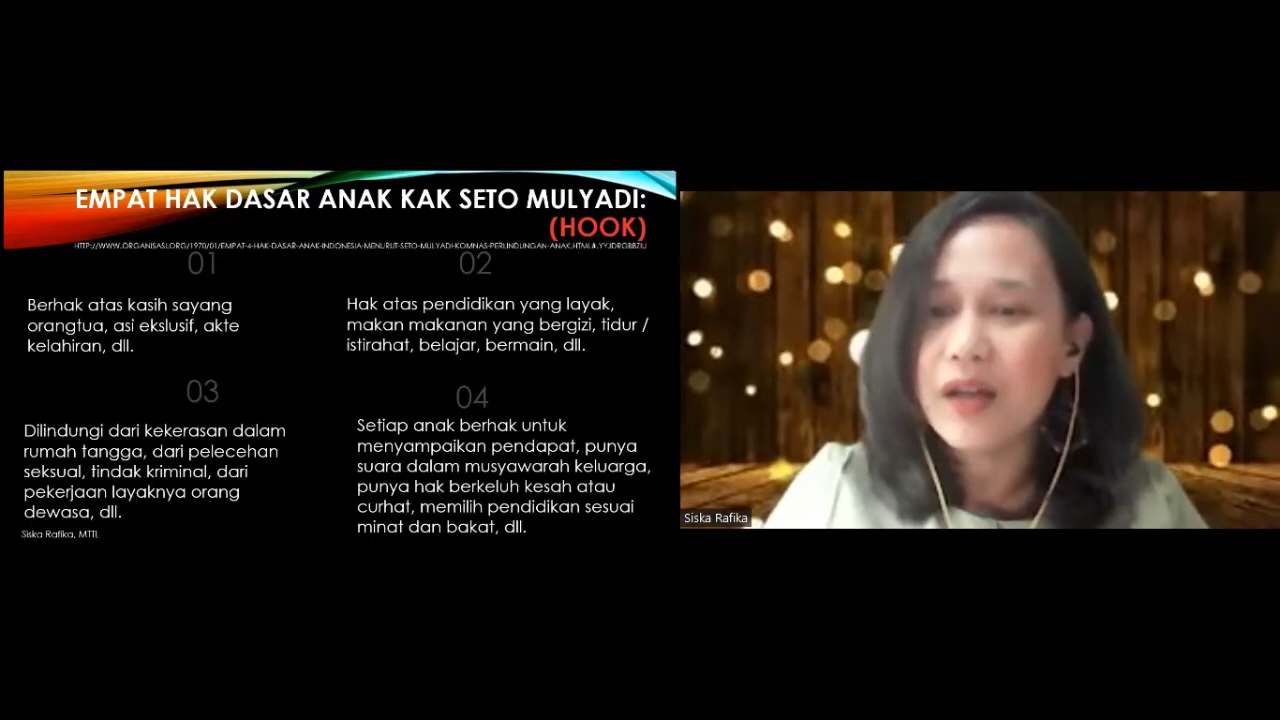 EMPAT HAK DASAR ANAK KAK SETO MULYADI:
(HOOK)
01
Berhak atas kasih sayang
orangtua, asi ekslusif, akte
kelahiran, dll.
02
Hak atas pendidikan yang layak,
makan makanan yang bergizi, tidur /
istirahat, belajar, bermain, dll.
03
Dilindungi dari kekerasan dalam
rumah tangga, dari pelecehan
seksual, tindak kriminal, dari
pekerjaan layaknya orang
dewasa, dll.
04
Setiap anak berhak untuk
menyampaikan pendapat, punya
suara dalam musyawarah keluarga,
punya hak berkeluh kesah atau
curhat, memilih pendidikan sesuai
minat dan bakat, dll.
Siska Rafika, MTTL
Siska Rafika